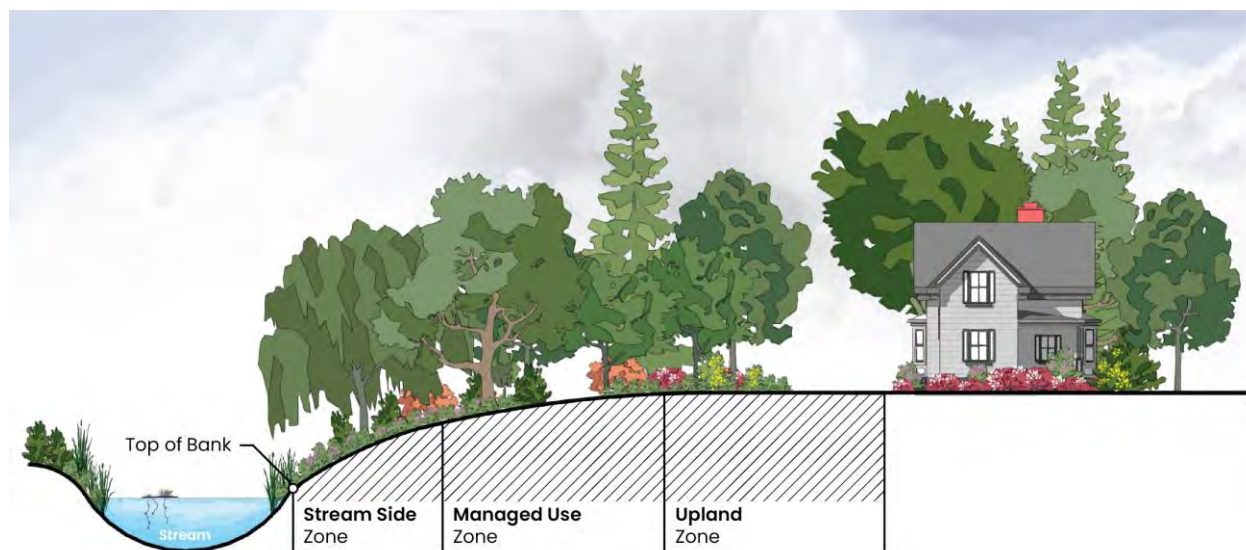 Top of Bank
Stream
Stream Side
Zone
Managed Use
Zone
Upland
Zone